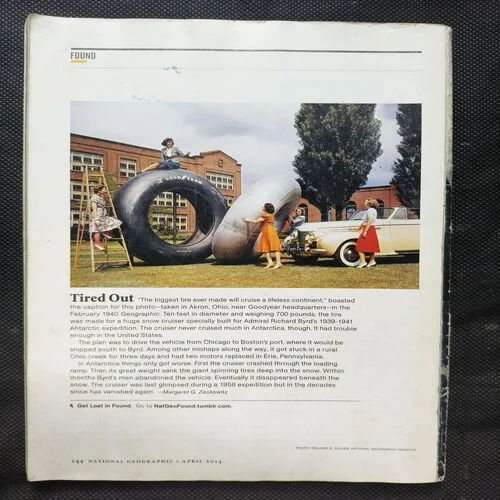 FOUND
GOODYEAR
Tired Out "The biggest tire ever made will cruise a lifeless continent," boasted
the caption for this photo—taken in Akron, Ohio, near Goodyear headquarters—in the
February 1940 Geographic. Ten feet in diameter and weighing 700 pounds, the tire
was made for a huge snow cruiser specially built for Admiral Richard Byrd's 1939-1941
Antarctic expedition. The cruiser never cruised much in Antarctica, though. It had trouble
enough in the United States.
The plan was to drive the vehicle from Chicago to Boston's port, where it would be
shipped south to Byrd. Among other mishaps along the way, it got stuck in a rural
Ohio creek for three days and had two motors replaced in Erie, Pennsylvania.
In Antarctica things only got worse. First the cruiser crashed through the loading
ramp. Then its great weight sank the giant spinning tires deep into the snow. Within
months Byrd's men abandoned the vehicle. Eventually it disappeared beneath the
snow. The cruiser was last glimpsed during a 1958 expedition but in the decades
since has vanished again. —Margaret G. Zackowitz
Get Lost in Found. Go to NatGeoFound.tumblr.com.
PHOTO: WILLARD R. CULVER, NATIONAL GEOGRAPHIC CREATIVE
144 NATIONAL GEOGRAPHIC • APRIL 2014